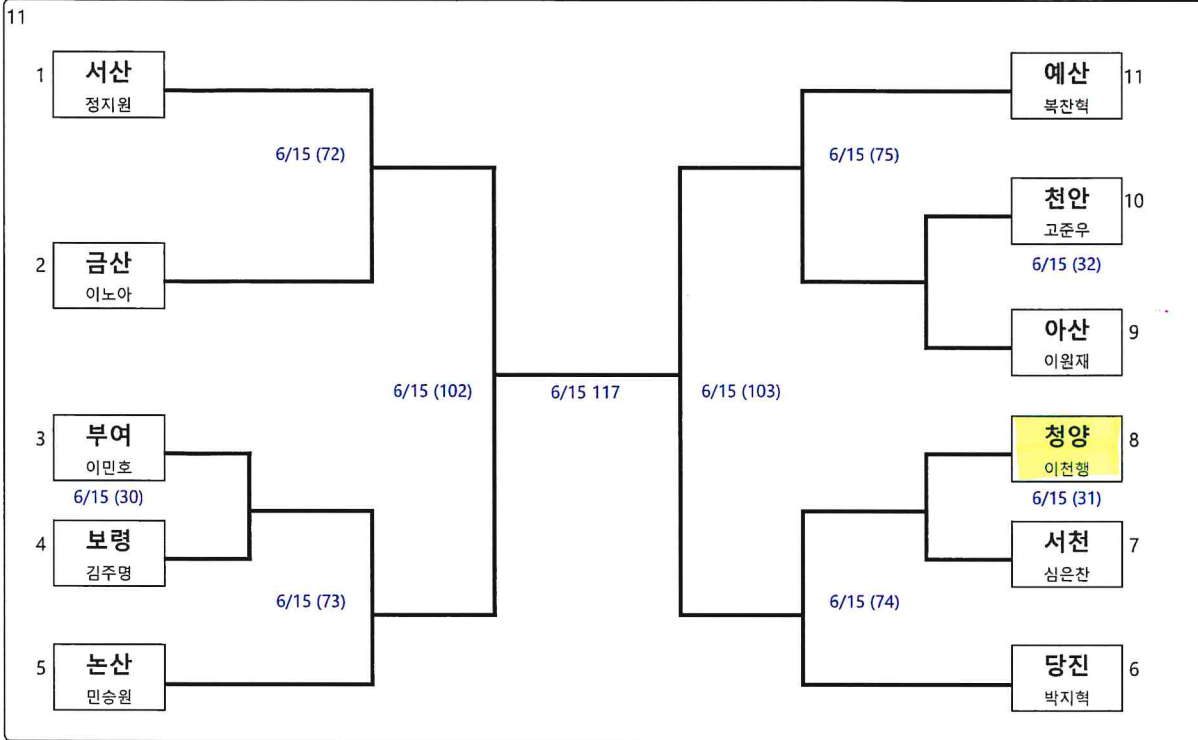 11
1
서산
정지원
6/15 (72)
2
금산
이노아
3
부여
이민호
6/15 (30)
4
보령
김주명
6/15 (73)
5
논산
민승원
6/15 (102)
6/15 117
6/15 (103)
예산
11
복찬혁
6/15 (75)
천안
10
고준우
6/15 (32)
아산
9
이원재
청양
8
이천행
6/15 (31)
서천
7
심은찬
6/15 (74)
당진
6
박지혁